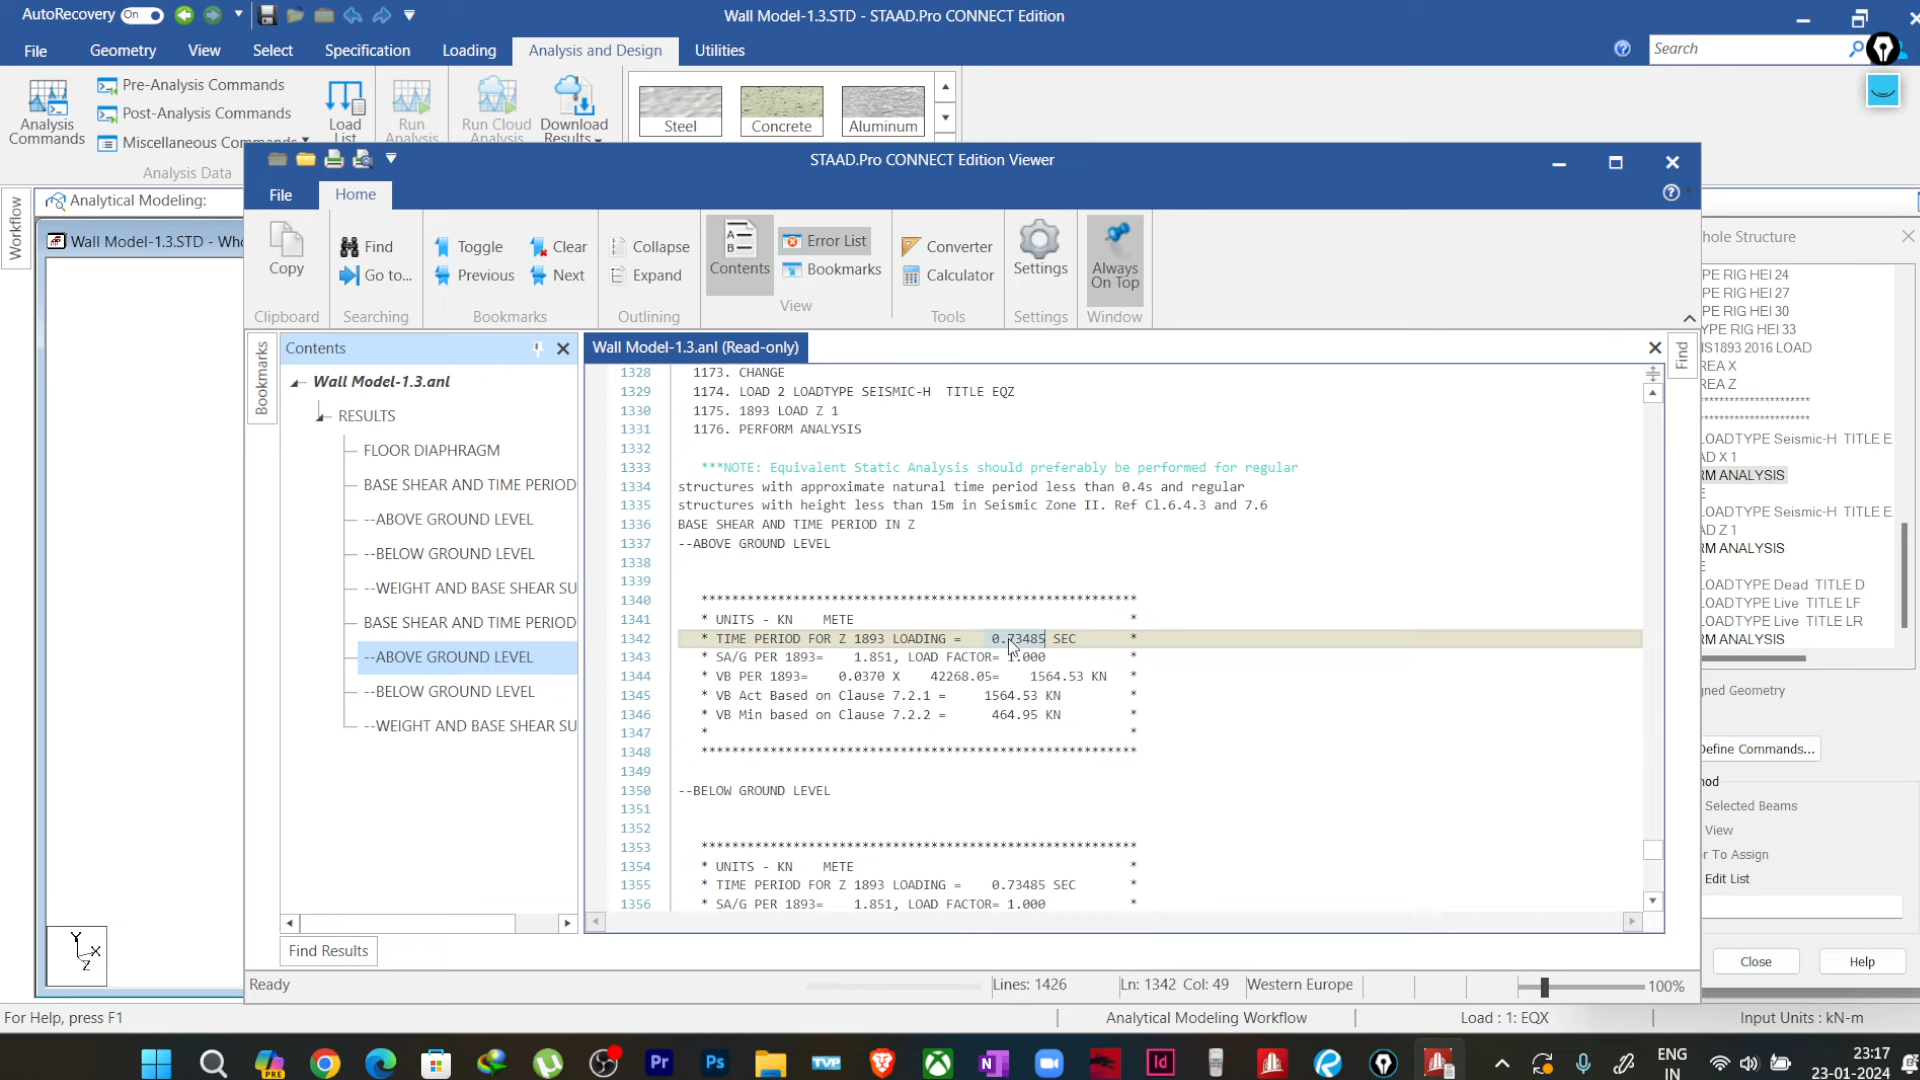 AutoRecovery On
Wall Model-1.3.STD - STAAD.Pro CONNECT Edition
File Geometry View Select Specification Loading Analysis and Design Utilities
Search
Analysis Commands
Pre-Analysis Commands
Post-Analysis Commands
Miscellaneous Commands
Load List
Run Analysis
Run Cloud Analysis
Download Results
Steel Concrete Aluminum
Analysis Data
Workflow
Analytical Modeling:
Wall Model-1.3.STD - Who
STAAD.Pro CONNECT Edition Viewer
File Home
Copy
Find
Go to...
Toggle Clear
Previous Next
Collapse
Expand
Contents
Error List
Bookmarks
Converter
Calculator
Settings
Always On Top
Clipboard Searching Bookmarks Outlining View Tools Settings Window
Bookmarks
Contents
Wall Model-1.3.anl
RESULTS
FLOOR DIAPHRAGM
BASE SHEAR AND TIME PERIOD
--ABOVE GROUND LEVEL
--BELOW GROUND LEVEL
--WEIGHT AND BASE SHEAR SU
BASE SHEAR AND TIME PERIOD
--ABOVE GROUND LEVEL
--BELOW GROUND LEVEL
--WEIGHT AND BASE SHEAR SU
Wall Model-1.3.anl (Read-only)
Find
1328 1173. CHANGE
1329 1174. LOAD 2 LOADTYPE SEISMIC-H TITLE EQZ
1330 1175. 1893 LOAD Z 1
1331 1176. PERFORM ANALYSIS
1332
1333 ***NOTE: Equivalent Static Analysis should preferably be performed for regular
1334 structures with approximate natural time period less than 0.4s and regular
1335 structures with height less than 15m in Seismic Zone II. Ref Cl.6.4.3 and 7.6
1336 BASE SHEAR AND TIME PERIOD IN Z
1337 --ABOVE GROUND LEVEL
1338
1339
1340 *********************************************************
1341 * UNITS - KN METE *
1342 * TIME PERIOD FOR Z 1893 LOADING = 0.73485 SEC *
1343 * SA/G PER 1893= 1.851, LOAD FACTOR= 1.000 *
1344 * VB PER 1893= 0.0370 X 42268.05= 1564.53 KN *
1345 * VB Act Based on Clause 7.2.1 = 1564.53 KN *
1346 * VB Min based on Clause 7.2.2 = 464.95 KN *
1347 * *
1348 *********************************************************
1349
1350 --BELOW GROUND LEVEL
1351
1352
1353 *********************************************************
1354 * UNITS - KN METE *
1355 * TIME PERIOD FOR Z 1893 LOADING = 0.73485 SEC *
1356 * SA/G PER 1893= 1.851, LOAD FACTOR= 1.000 *
hole Structure
PE RIG HEI 24
PE RIG HEI 27
PE RIG HEI 30
YPE RIG HEI 33
IS1893 2016 LOAD
REA X
REA Z
********************
********************
LOADTYPE Seismic-H TITLE E
AD X 1
RM ANALYSIS
E
LOADTYPE Seismic-H TITLE E
AD Z 1
RM ANALYSIS
E
LOADTYPE Dead TITLE D
LOADTYPE Live TITLE LF
LOADTYPE Live TITLE LR
RM ANALYSIS
ned Geometry
Define Commands...
hod
Selected Beams
View
r To Assign
Edit List
Close Help
Y X Z
Find Results
Ready
Lines: 1426 Ln: 1342 Col: 49 Western Europe 100%
For Help, press F1
Analytical Modeling Workflow
Load : 1: EQX
Input Units : kN-m
PRE Pr Ps TVP N Id
ENG IN
23:17
23-01-2024